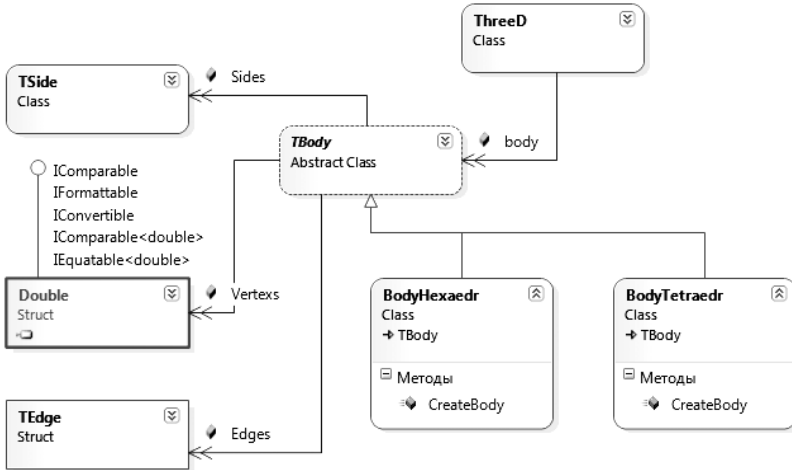 ThreeD
Class
TSide
Class
Sides
TBody
Abstract Class
body
IComparable
IFormattable
IConvertible
IComparable<double>
IEquatable<double>
Double
Struct
Vertexs
BodyHexaedr
Class
TBody
Методы
CreateBody
BodyTetraedr
Class
TBody
Методы
CreateBody
TEdge
Struct
Edges